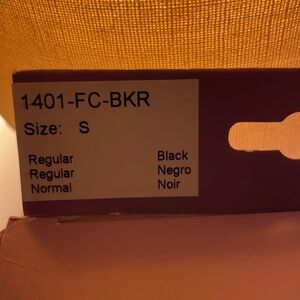 1401-FC-BKR
Size: S
Regular Black
Regular Negro
Normal Noir